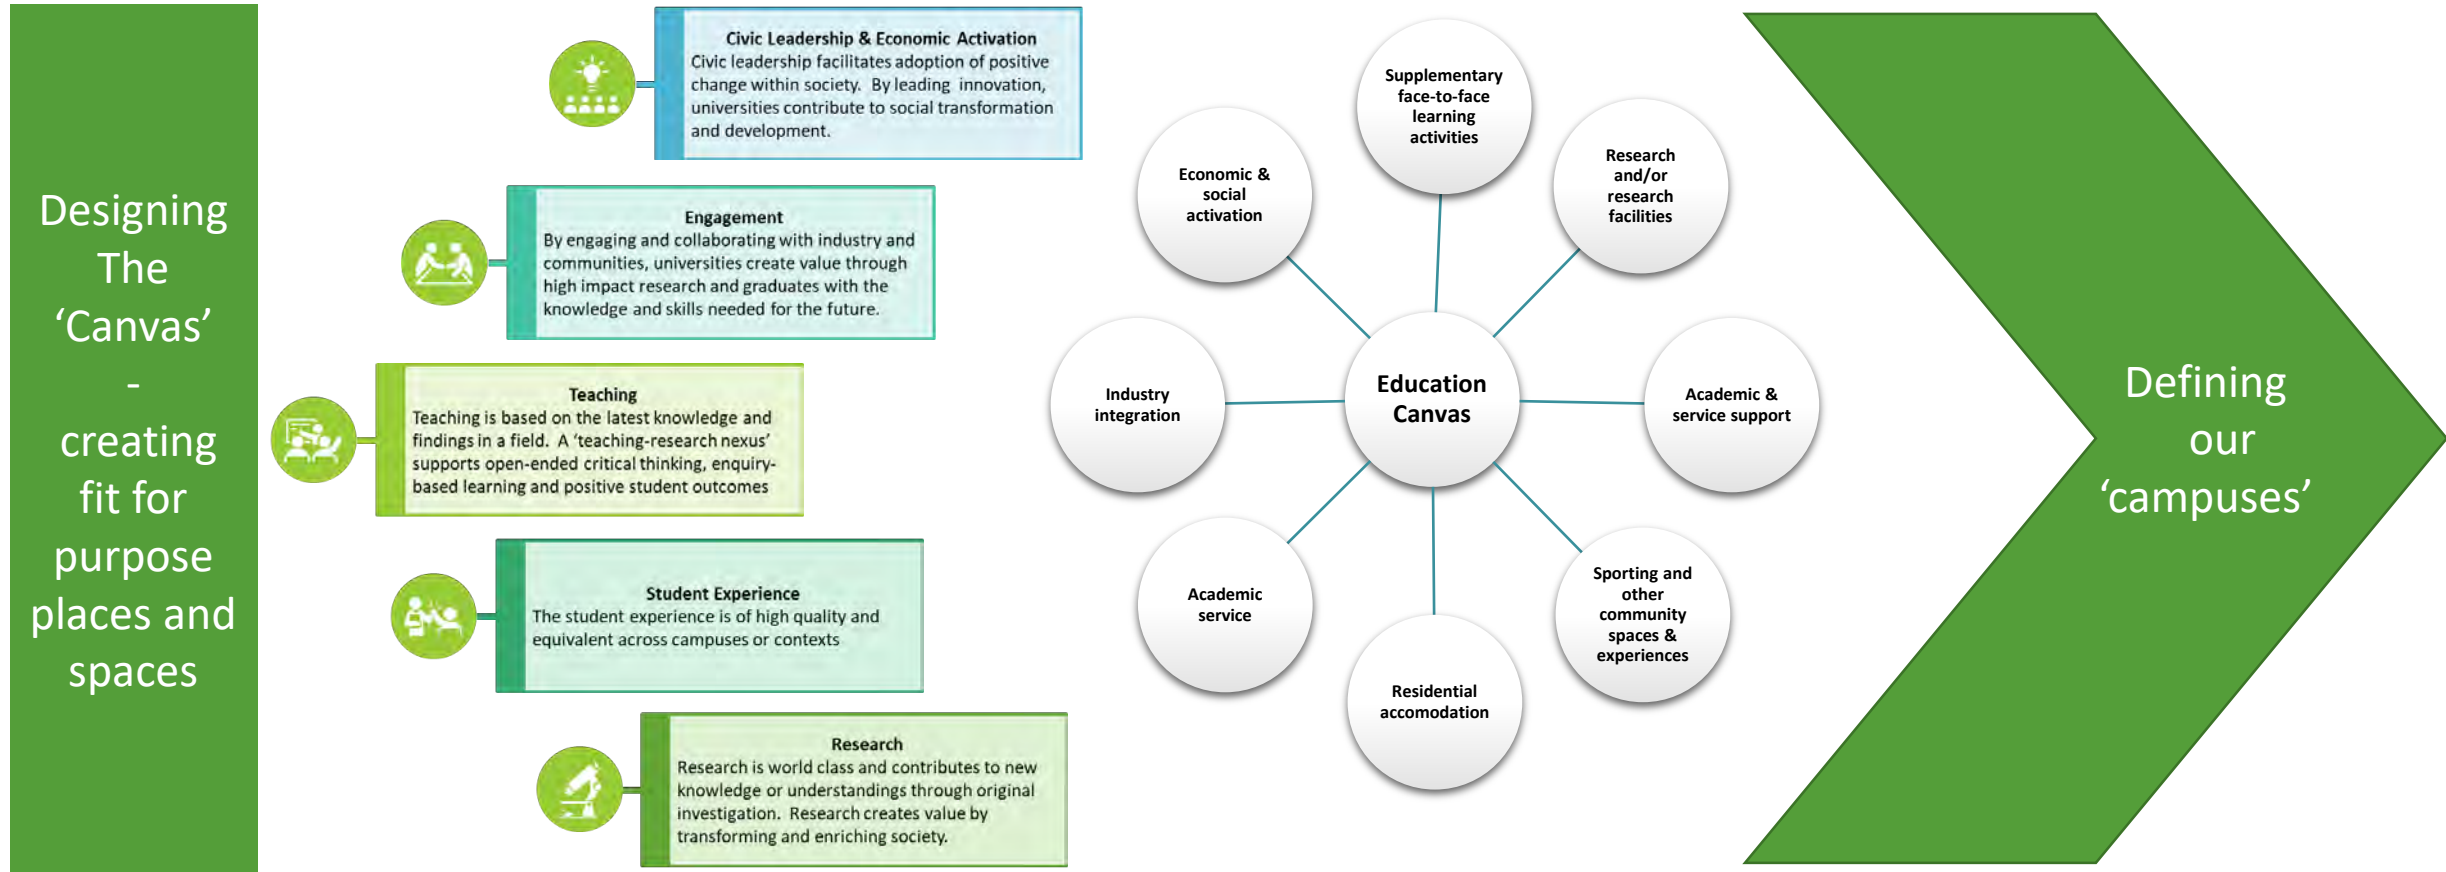 Designing
The
‘Canvas’
-
creating
fit for
purpose
places and
spaces
Civic Leadership & Economic Activation
Civic leadership facilitates adoption of positive
change within society. By leading innovation,
universities contribute to social transformation
and development.
Engagement
By engaging and collaborating with industry and
communities, universities create value through
high impact research and graduates with the
knowledge and skills needed for the future.
Teaching
Teaching is based on the latest knowledge and
findings in a field. A ‘teaching-research nexus’
supports open-ended critical thinking, enquiry-
based learning and positive student outcomes
Student Experience
The student experience is of high quality and
equivalent across campuses or contexts
Research
Research is world class and contributes to new
knowledge or understandings through original
investigation. Research creates value by
transforming and enriching society.
Education
Canvas
Supplementary
face-to-face
learning
activities
Research
and/or
research
facilities
Academic &
service support
Sporting and
other
community
spaces &
experiences
Residential
accomodation
Academic
service
Industry
integration
Economic &
social
activation
Defining
our
‘campuses’